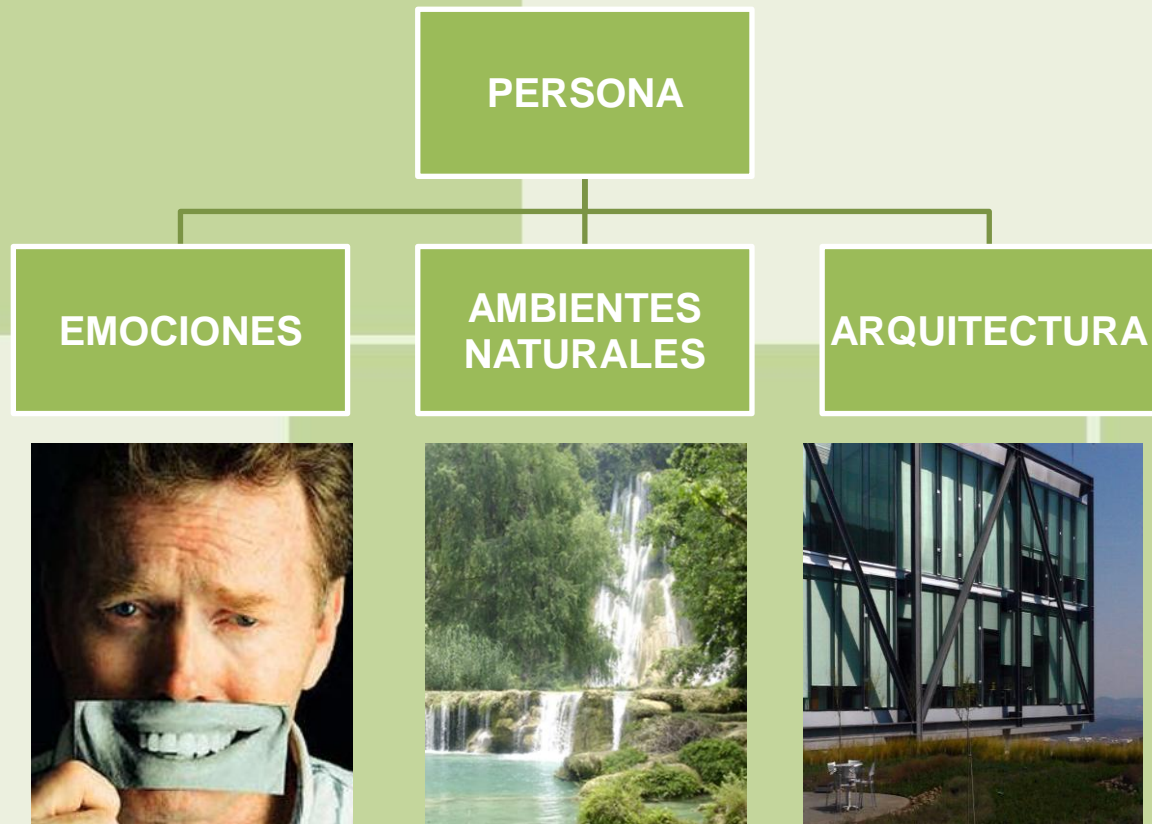 PERSONA
EMOCIONES
AMBIENTES
NATURALES
ARQUITECTURA